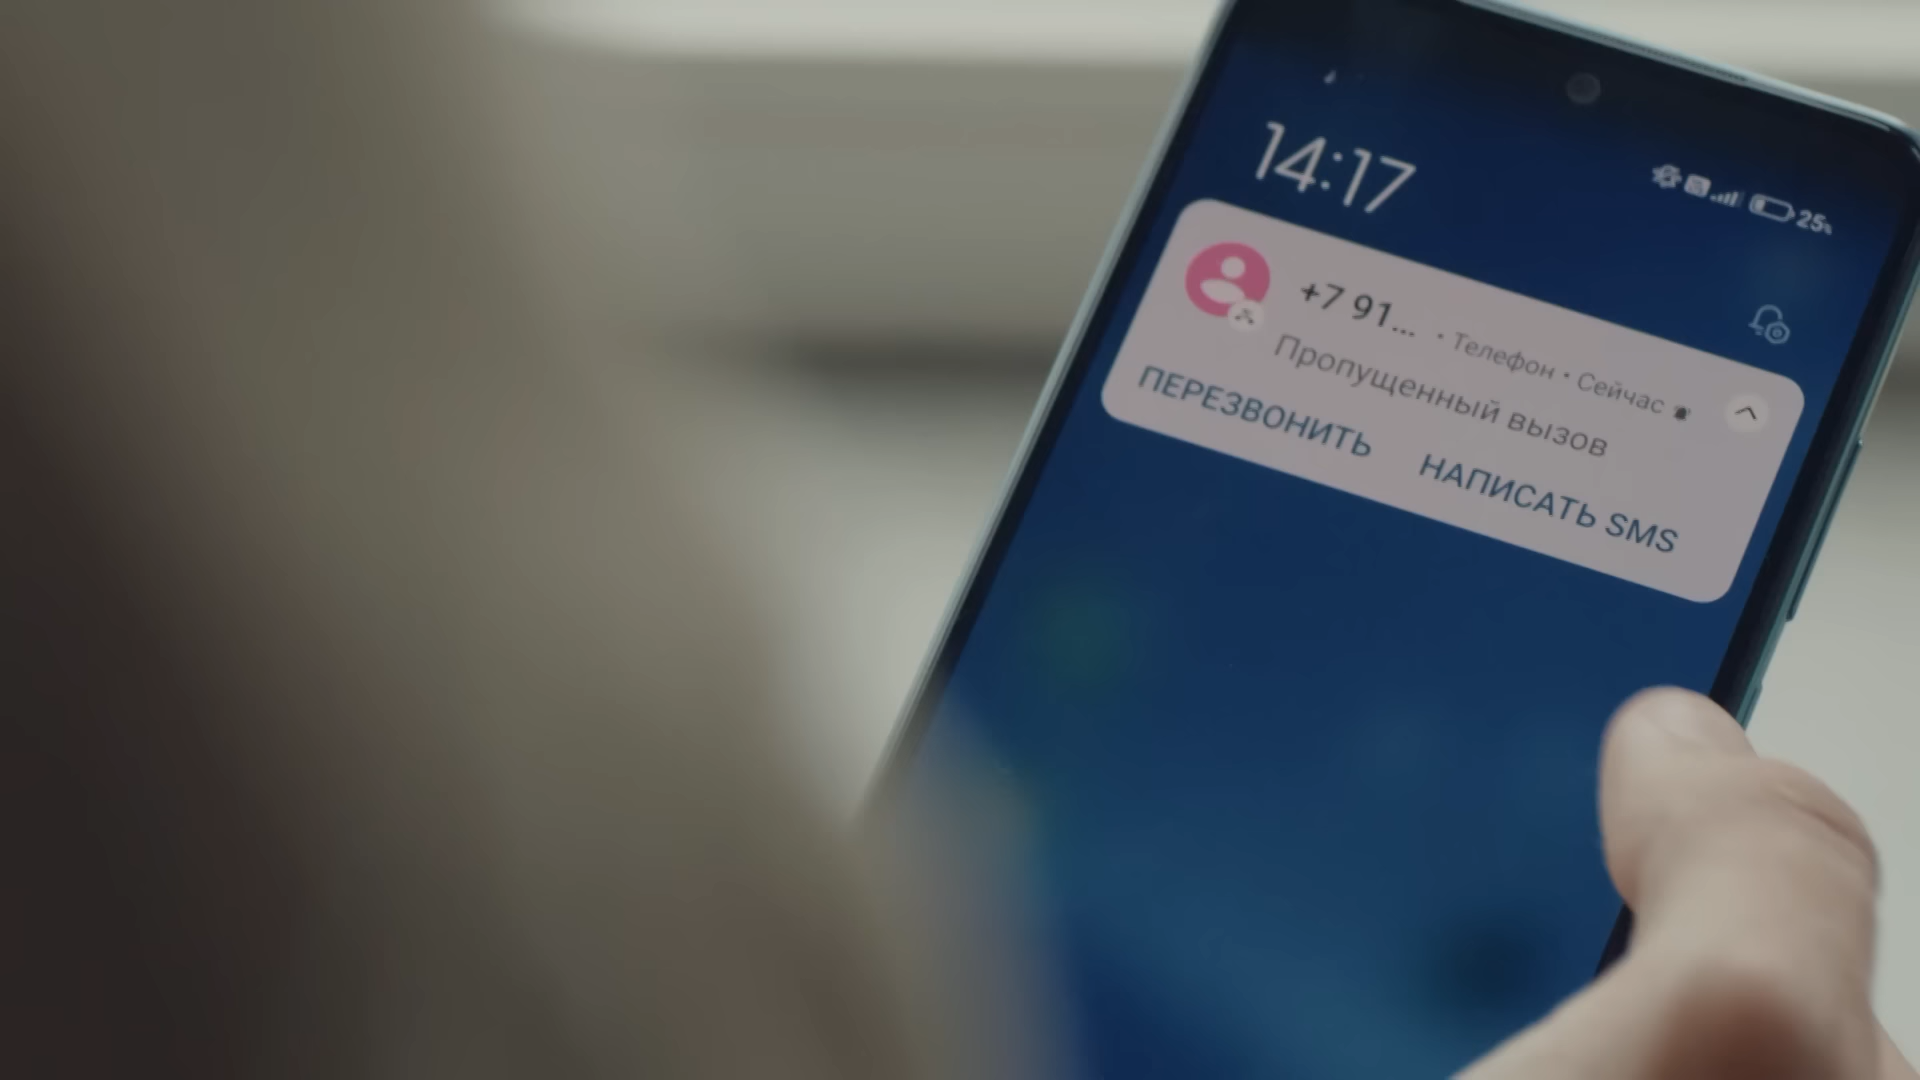 14:17
25%
+7 91... • Телефон • Сейчас
Пропущенный вызов
ПЕРЕЗВОНИТЬ НАПИСАТЬ SMS